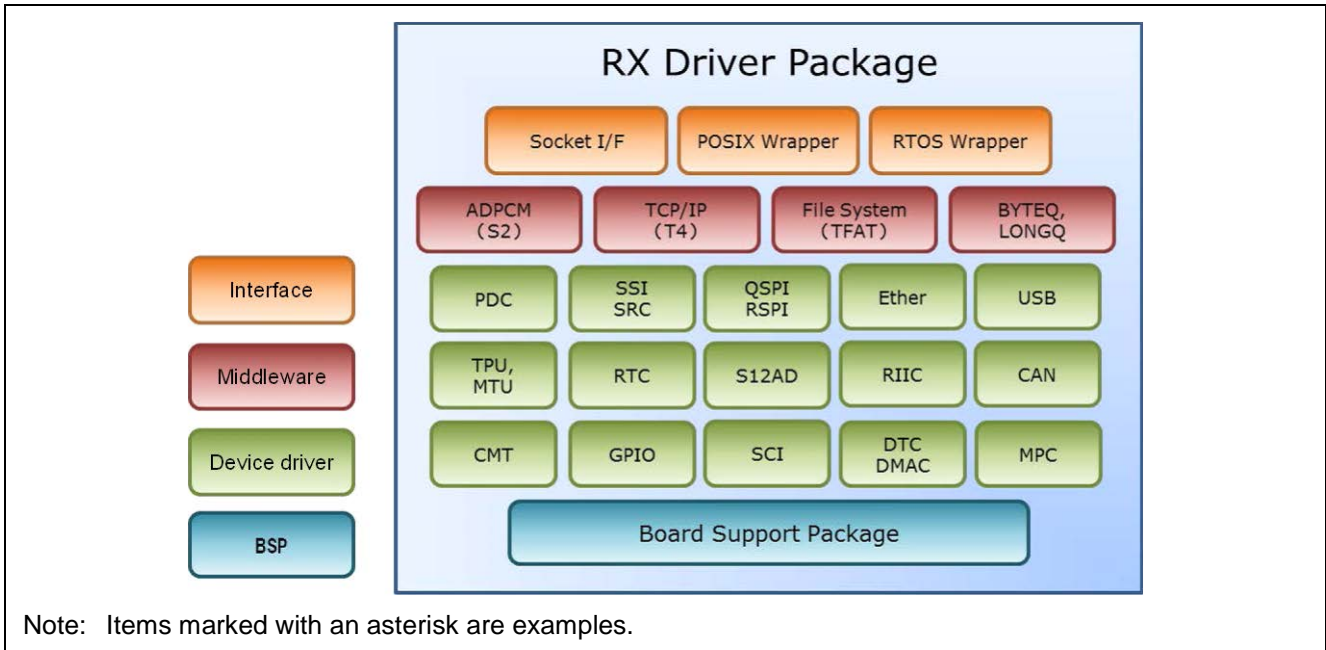 RX Driver Package
Socket I/F
POSIX Wrapper
RTOS Wrapper
ADPCM
(S2)
TCP/IP
(T4)
File System
(TFAT)
BYTEQ,
LONGQ
Interface
PDC
SSI
SRC
QSPI
RSPI
Ether
USB
Middleware
TPU,
MTU
RTC
S12AD
RIIC
CAN
Device driver
CMT
GPIO
SCI
DTC
DMAC
MPC
BSP
Board Support Package
Note: Items marked with an asterisk are examples.